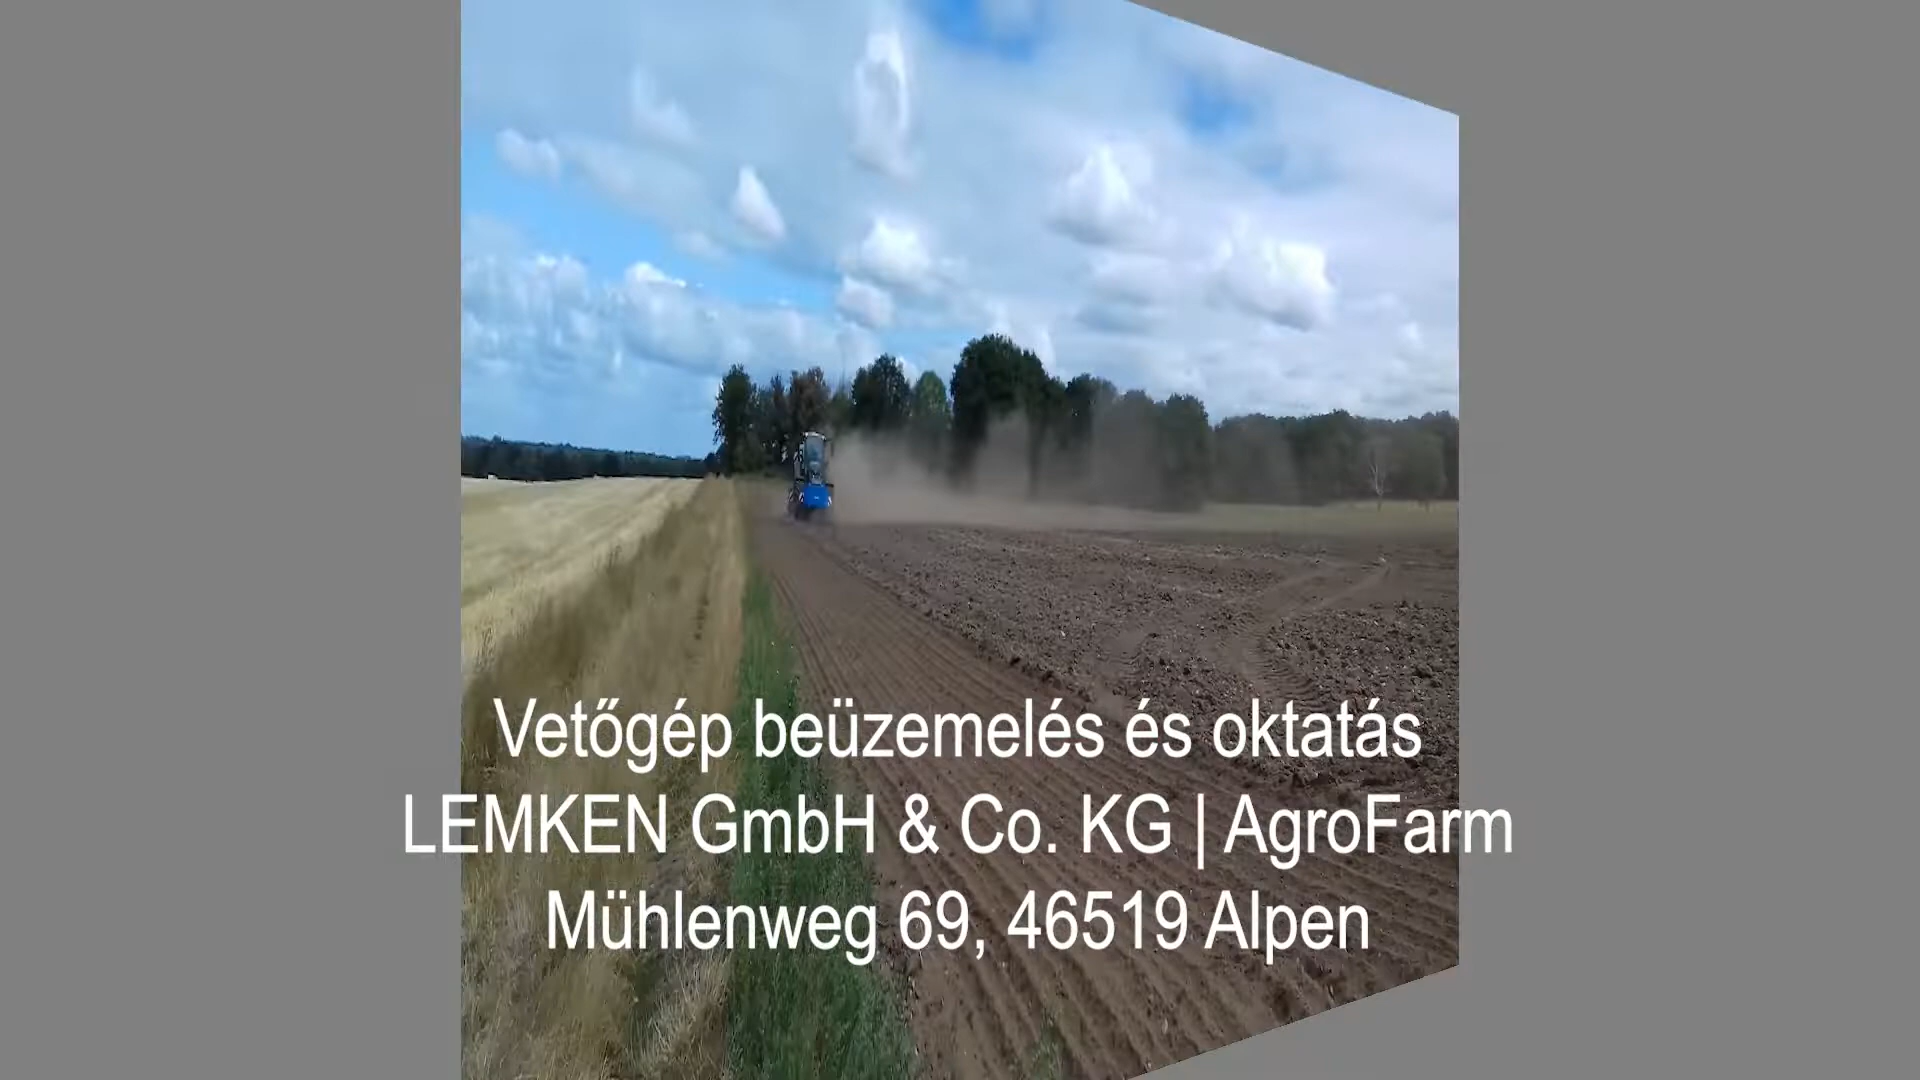 Vetőgép beüzemelés és oktatás
LEMKEN GmbH & Co. KG | AgroFarm
Mühlenweg 69, 46519 Alpen